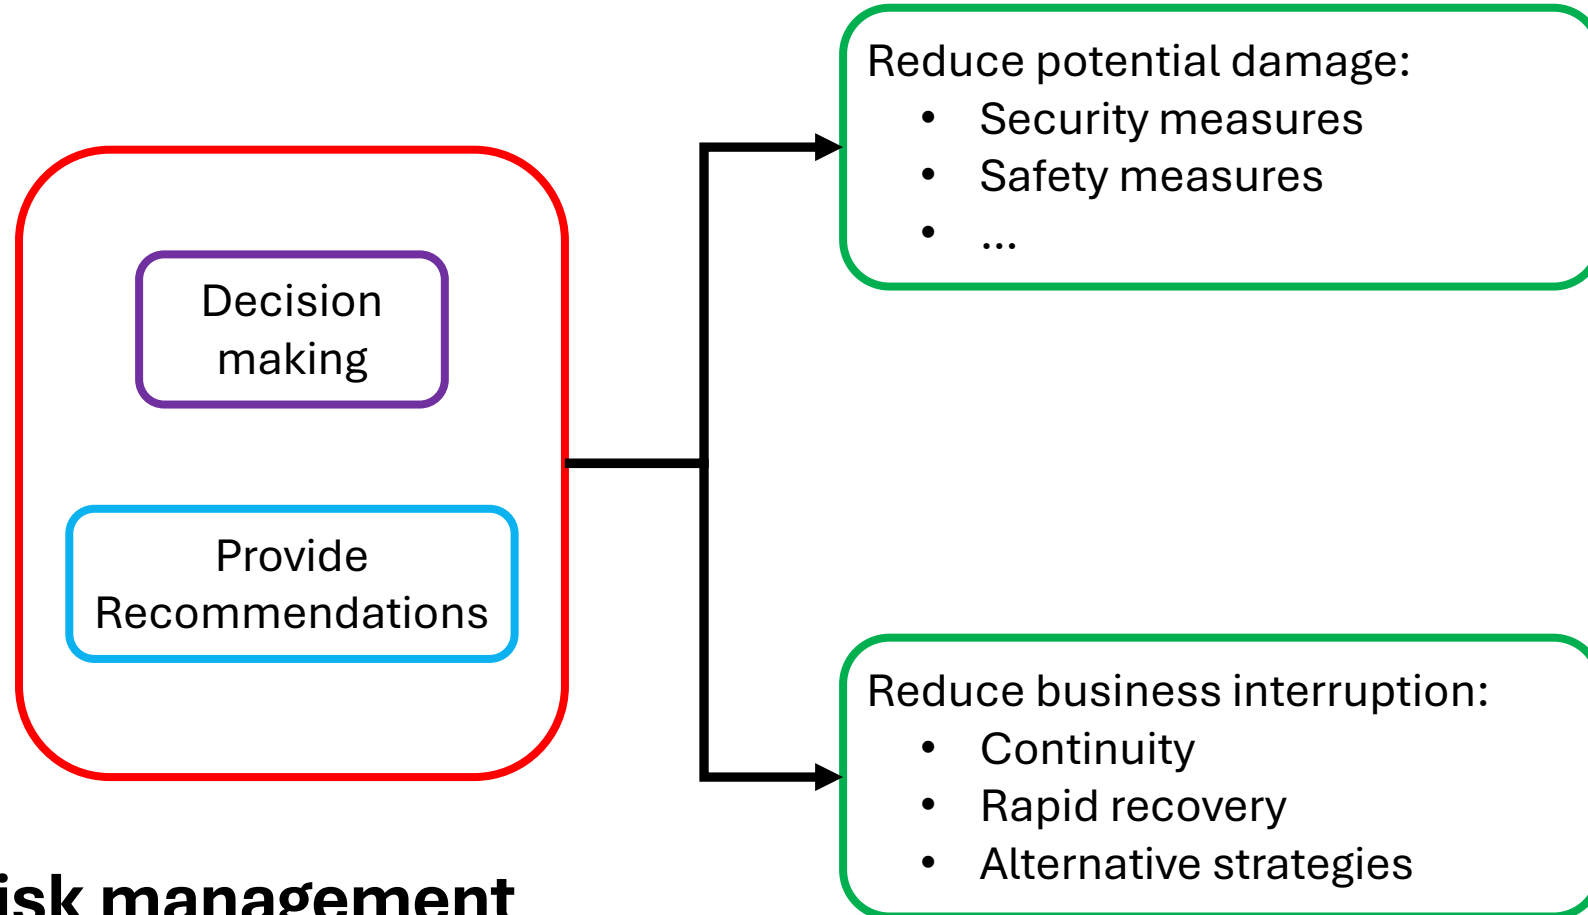 Reduce potential damage:
• Security measures
• Safety measures
• ...
Decision
making
Provide
Recommendations
Reduce business interruption:
• Continuity
• Rapid recovery
• Alternative strategies
isk management